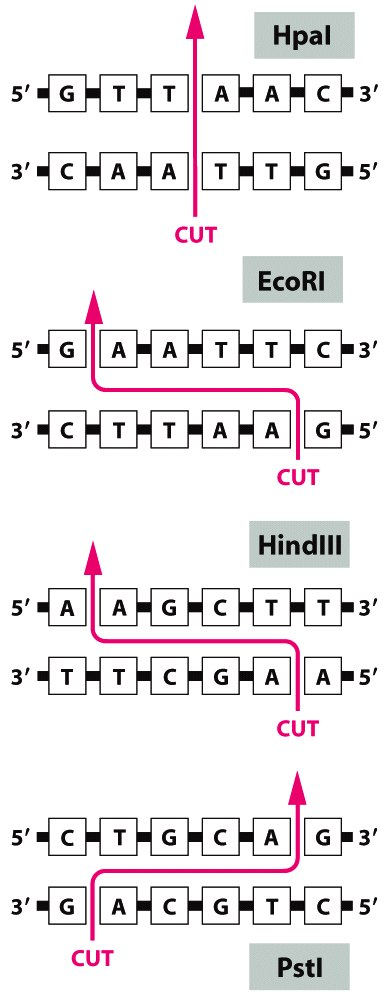 HpaI
5′ G T T A A C 3′
3′ C A A T T G 5′
CUT
EcoRI
5′ G A A T T C 3′
3′ C T T A A G 5′
CUT
HindIII
5′ A A G C T T 3′
3′ T T C G A A 5′
CUT
5′ C T G C A G 3′
3′ G A C G T C 5′
CUT
PstI